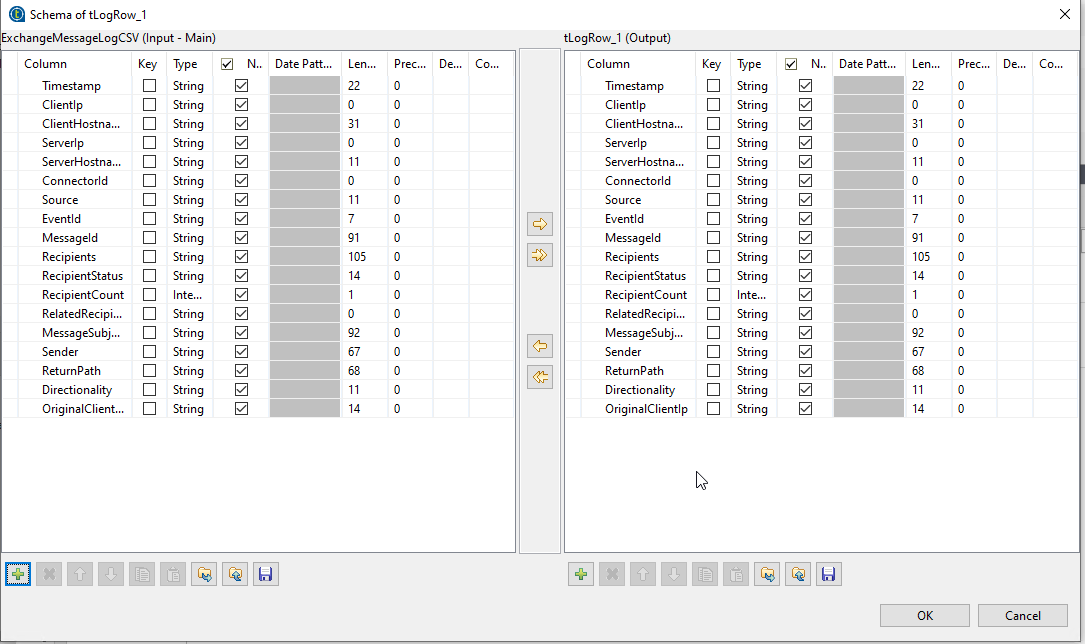 Schema of tLogRow_1
ExchangeMessageLogCSV (Input - Main)
Column Key Type N.. Date Patt... Len... Prec... De... Co...
Timestamp String 22 0
ClientIp String 0 0
ClientHostna... String 31 0
ServerIp String 0 0
ServerHostna... String 11 0
ConnectorId String 0 0
Source String 11 0
EventId String 7 0
MessageId String 91 0
Recipients String 105 0
RecipientStatus String 14 0
RecipientCount Inte... 1 0
RelatedRecipi... String 0 0
MessageSubj... String 92 0
Sender String 67 0
ReturnPath String 68 0
Directionality String 11 0
OriginalClient... String 14 0
tLogRow_1 (Output)
Column Key Type N.. Date Patt... Len... Prec... De... Co...
Timestamp String 22 0
ClientIp String 0 0
ClientHostna... String 31 0
ServerIp String 0 0
ServerHostna... String 11 0
ConnectorId String 0 0
Source String 11 0
EventId String 7 0
MessageId String 91 0
Recipients String 105 0
RecipientStatus String 14 0
RecipientCount Inte... 1 0
RelatedRecipi... String 0 0
MessageSubj... String 92 0
Sender String 67 0
ReturnPath String 68 0
Directionality String 11 0
OriginalClientIp String 14 0
OK Cancel